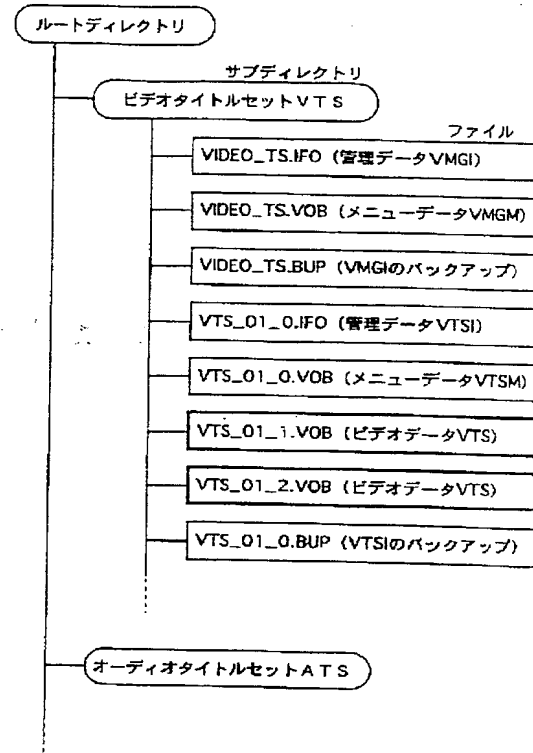 ルートディレクトリ
サブディレクトリ
ビデオタイトルセットVTS
ファイル
VIDEO_TS.IFO (管理データVMGI)
VIDEO_TS.VOB (メニューデータVMGM)
VIDEO_TS.BUP (VMGIのバックアップ)
VTS_01_0.IFO (管理データVTSI)
VTS_01_0.VOB (メニューデータVTSM)
VTS_01_1.VOB (ビデオデータVTS)
VTS_01_2.VOB (ビデオデータVTS)
VTS_01_0.BUP (VTSIのバックアップ)
オーディオタイトルセットATS